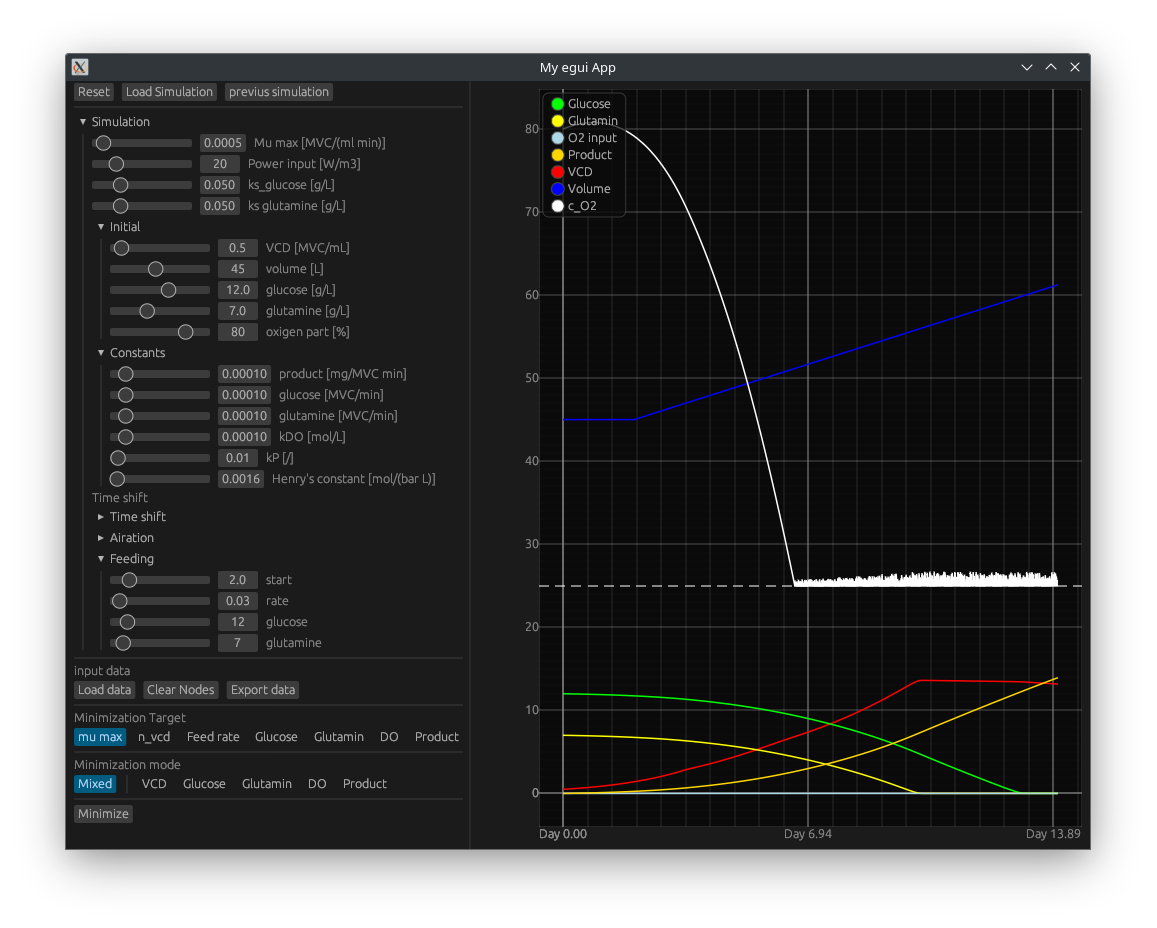 My egui App
Reset Load Simulation previus simulation
Simulation
0.0005 Mu max [MVC/(ml min)]
20 Power input [W/m3]
0.050 ks_glucose [g/L]
0.050 ks glutamine [g/L]
Initial
0.5 VCD [MVC/mL]
45 volume [L]
12.0 glucose [g/L]
7.0 glutamine [g/L]
80 oxigen part [%]
Constants
0.00010 product [mg/MVC min]
0.00010 glucose [MVC/min]
0.00010 glutamine [MVC/min]
0.00010 kDO [mol/L]
0.01 kP [/]
0.0016 Henry's constant [mol/(bar L)]
Time shift
Time shift
Airation
Feeding
2.0 start
0.03 rate
12 glucose
7 glutamine
input data
Load data Clear Nodes Export data
Minimization Target
mu max n_vcd Feed rate Glucose Glutamin DO Product
Minimization mode
Mixed VCD Glucose Glutamin DO Product
Minimize
Glucose
Glutamin
O2 input
Product
VCD
Volume
c_O2
80
70
60
50
40
30
20
10
0
Day 0.00 Day 6.94 Day 13.89